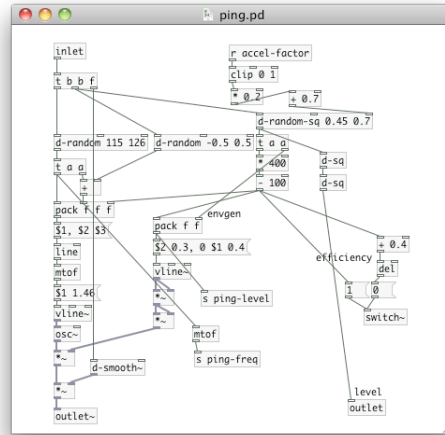 ping.pd
inlet
r accel-factor
t b b f
clip 0 1
* 0.2
+ 0.7
d-random-sq 0.45 0.7
d-random 115 126
d-random -0.5 0.5
t a a
* 400
d-sq
t a a
- 100
d-sq
+
pack f f f
envgen
pack f f
$1, $2 $3
$2 0.3, 0 $1 0.4
+ 0.4
line
efficiency
del
mtof
vline~
$1 1.46
*~
s ping-level
1
0
vline~
*~
switch~
osc~
mtof
*~
s ping-freq
d-smooth~
*~
level
outlet
outlet~